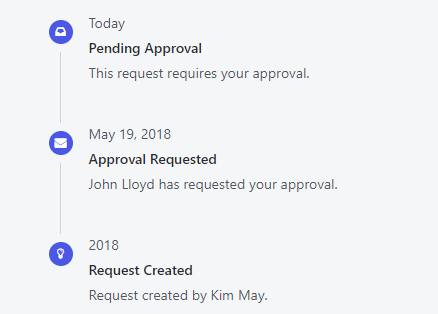 Today
Pending Approval
This request requires your approval.
May 19, 2018
Approval Requested
John Lloyd has requested your approval.
2018
Request Created
Request created by Kim May.